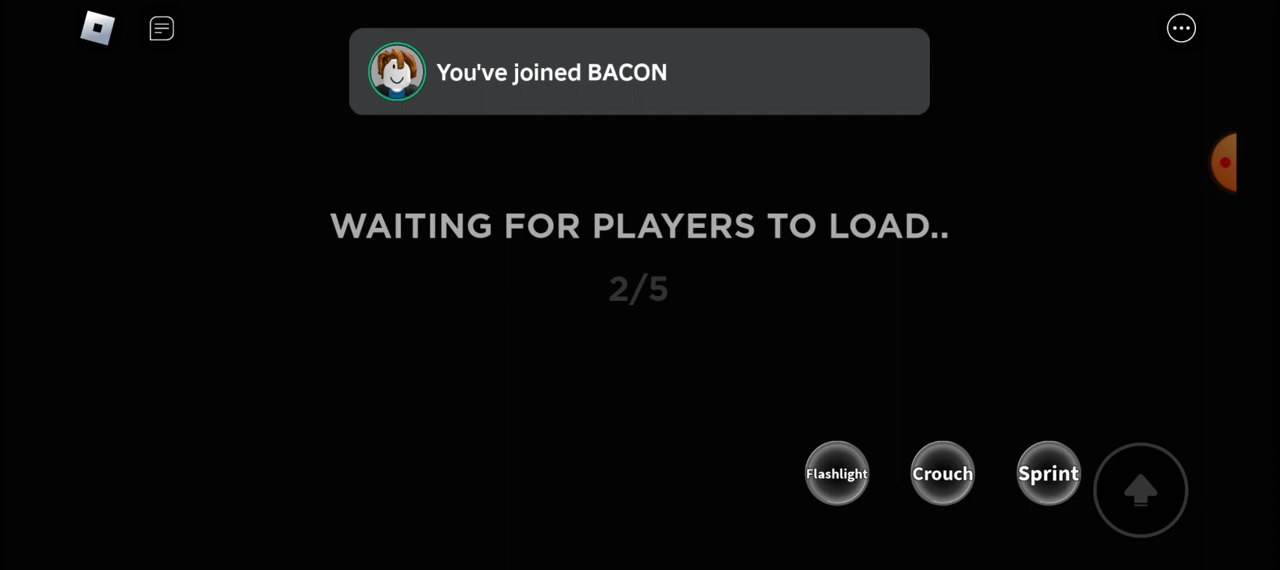 You've joined BACON
WAITING FOR PLAYERS TO LOAD..
2/5
Flashlight
Crouch
Sprint